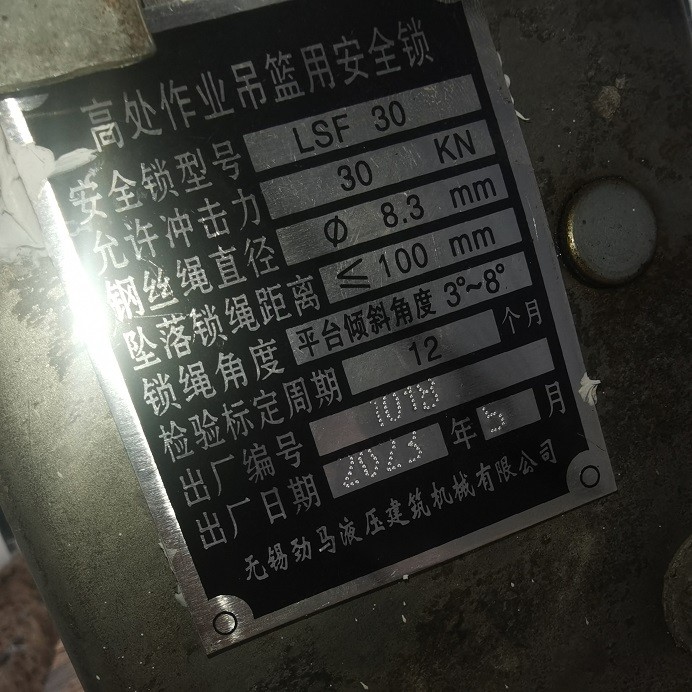 高处作业吊篮用安全锁
安全锁型号 LSF 30
允许冲击力 30 KN
钢丝绳直径 Ø 8.3 mm
坠落锁绳距离 ≤100 mm
锁绳角度 平台倾斜角度 3°~8°
检验标定周期 12 个月
出厂编号 1018
出厂日期 2023 年 5 月
无锡劲马液压建筑机械有限公司